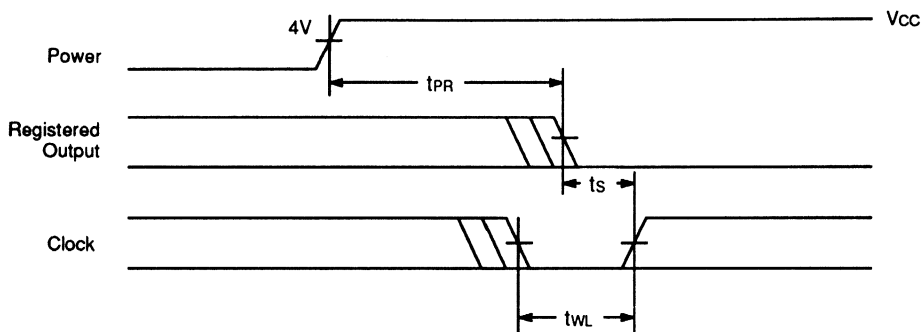 4V
VCC
Power
tPR
Registered
Output
tS
Clock
tWL